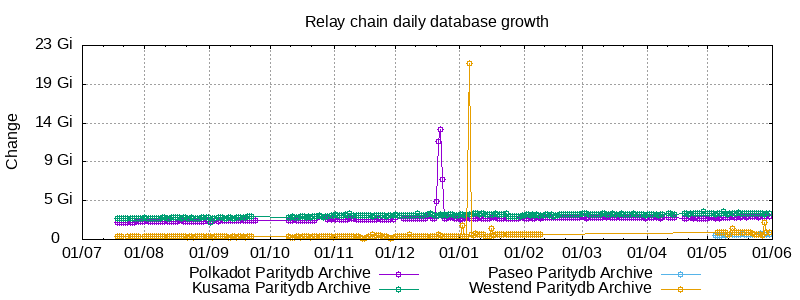 Relay chain daily database growth
23 Gi
19 Gi
14 Gi
9 Gi
5 Gi
0
Change
01/07 01/08 01/09 01/10 01/11 01/12 01/01 01/02 01/03 01/04 01/05 01/06
Polkadot Paritydb Archive Paseo Paritydb Archive
Kusama Paritydb Archive Westend Paritydb Archive